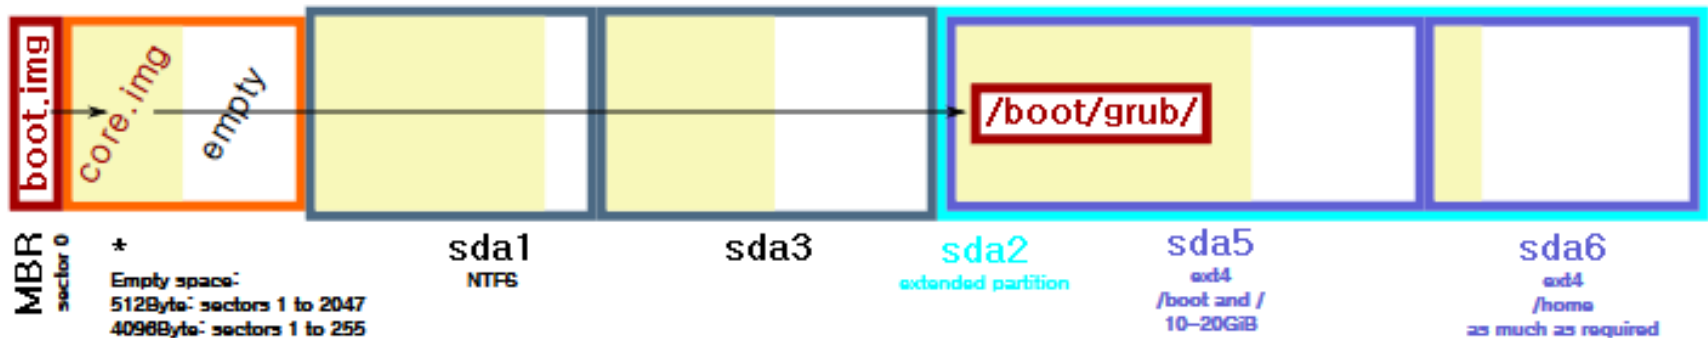 boot.img
core.img
empty
/boot/grub/
MBR
sector 0
*
Empty space:
512Byte: sectors 1 to 2047
4096Byte: sectors 1 to 255
sda1
NTFS
sda3
sda2
extended partition
sda5
ext4
/boot and /
10-20GiB
sda6
ext4
/home
as much as required